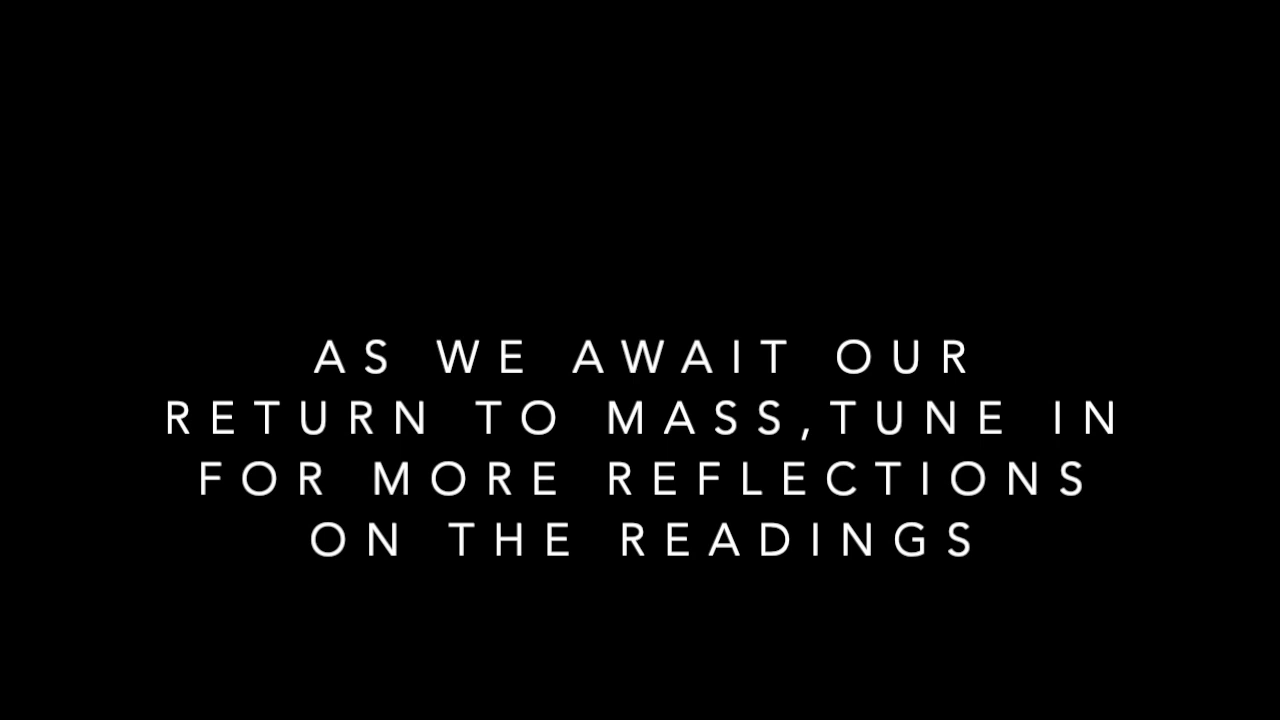 AS WE AWAIT OUR
RETURN TO MASS,TUNE IN
FOR MORE REFLECTIONS
ON THE READINGS